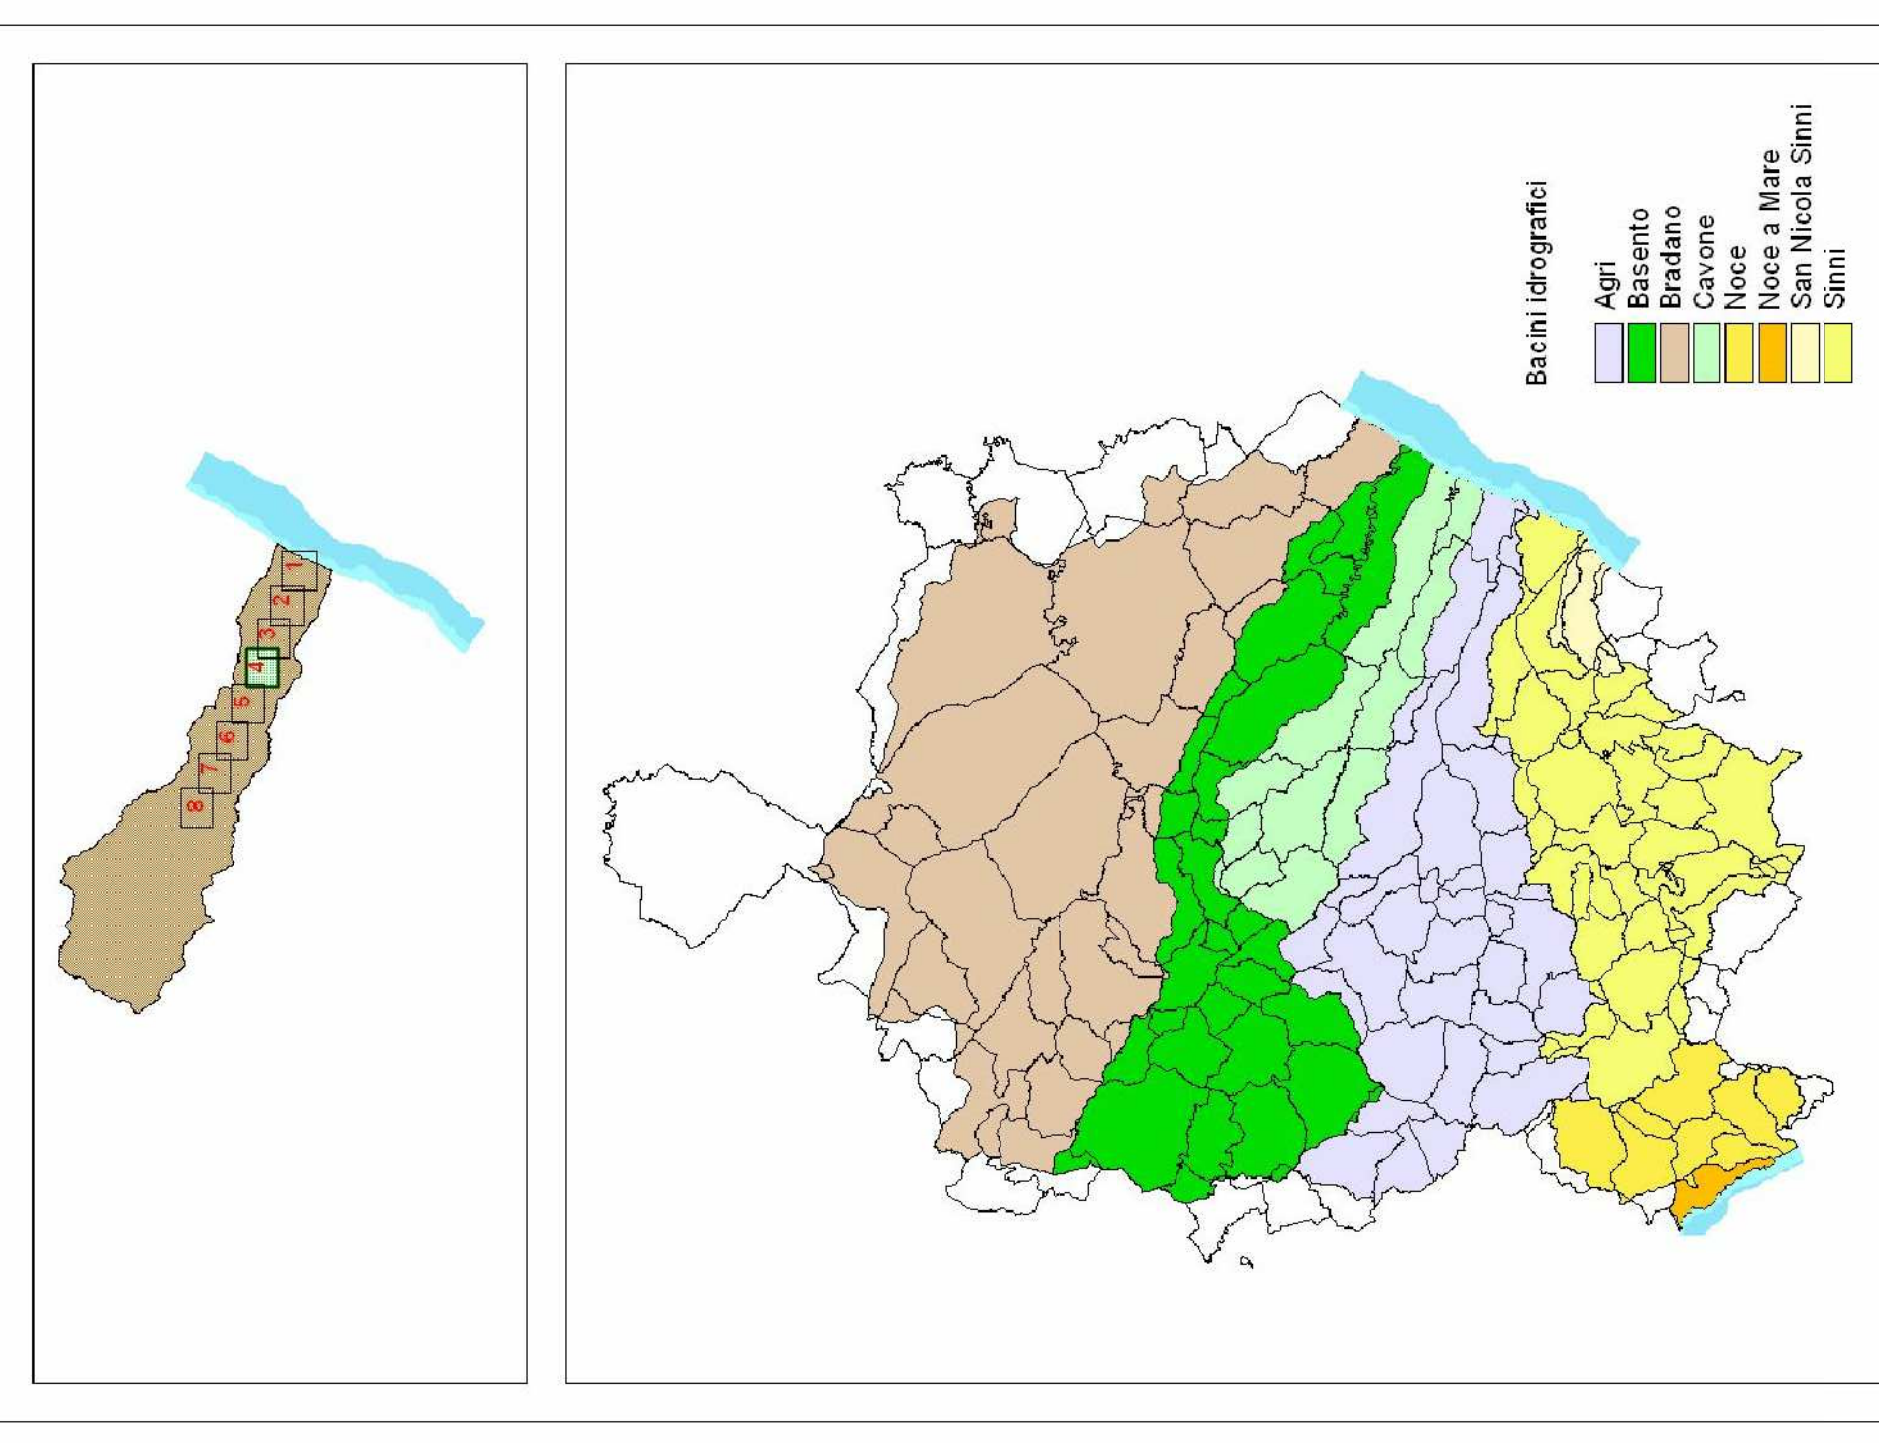 1
2
3
4
5
6
7
8
Bacini idrografici
Agri
Basento
Bradano
Cavone
Noce
Noce a Mare
San Nicola Sinni
Sinni